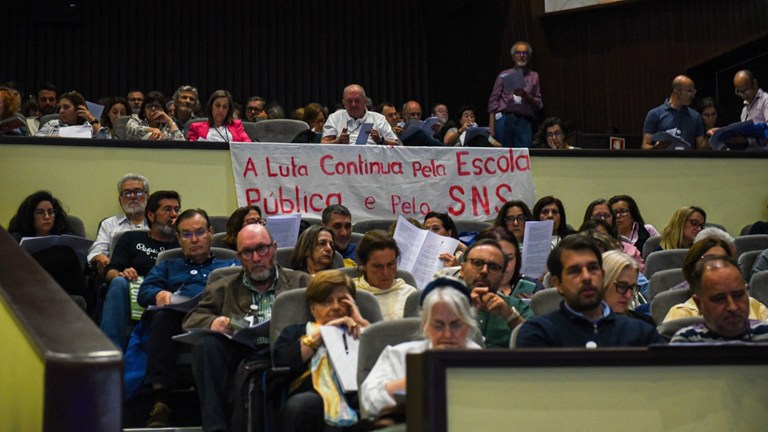 A Luta Continua Pela Escola
Pública e Pelo SNS